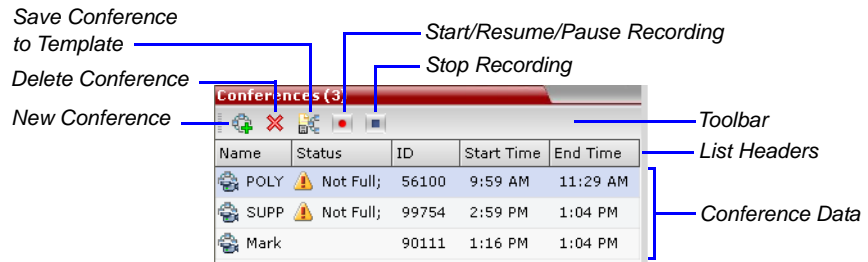 Save Conference
to Template
Start/Resume/Pause Recording
Delete Conference
Stop Recording
New Conference
Conferences (3)
Toolbar
Name Status ID Start Time End Time
List Headers
POLY Not Full; 56100 9:59 AM 11:29 AM
SUPP Not Full; 99754 2:59 PM 1:04 PM
Conference Data
Mark 90111 1:16 PM 1:04 PM